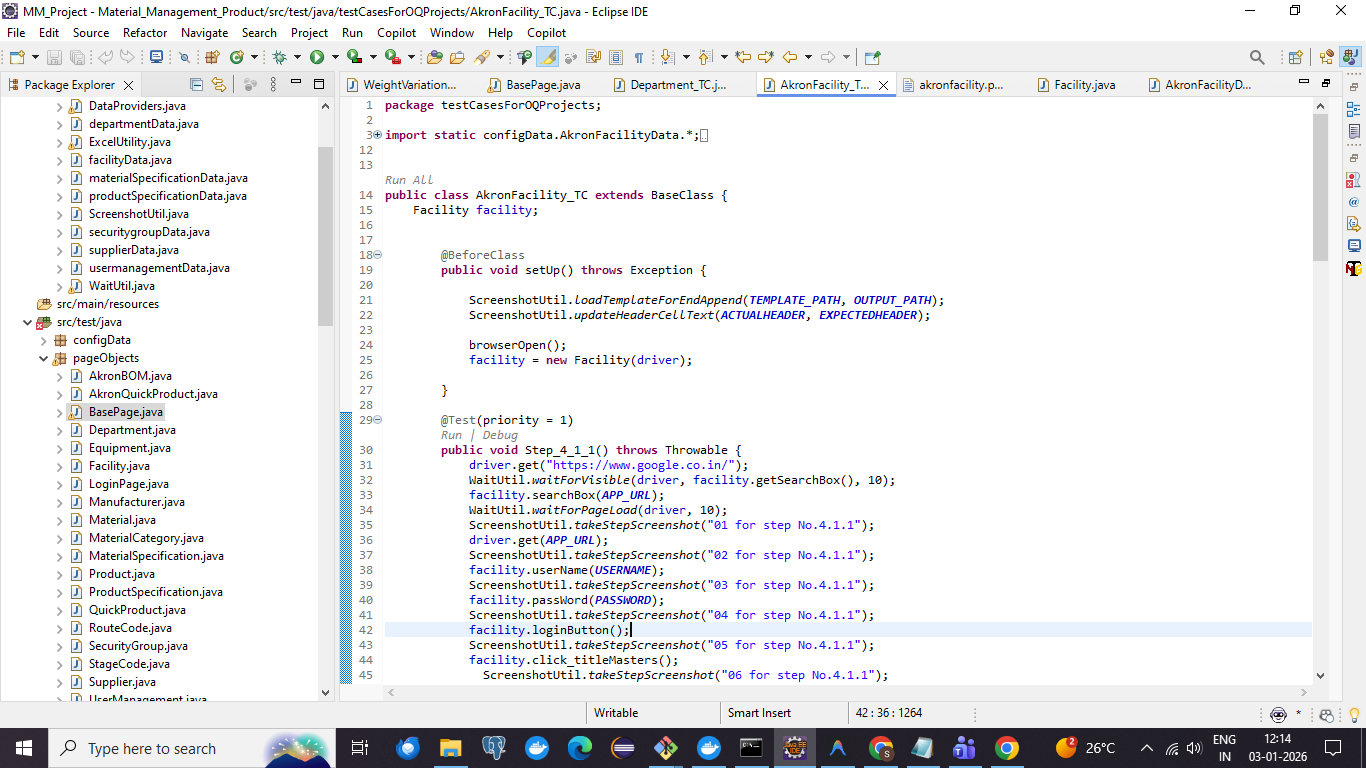 MM_Project - Material_Management_Product/src/test/java/testCasesForOQProjects/AkronFacility_TC.java - Eclipse IDE
File Edit Source Refactor Navigate Search Project Run Copilot Window Help Copilot
Package Explorer
WeightVariation...
BasePage.java
Department_TC.j...
AkronFacility_T...
akronfacility.p...
Facility.java
AkronFacilityD...
DataProviders.java
departmentData.java
ExcelUtility.java
facilityData.java
materialSpecificationData.java
productSpecificationData.java
ScreenshotUtil.java
securitygroupData.java
supplierData.java
usermanagementData.java
WaitUtil.java
src/main/resources
src/test/java
configData
pageObjects
AkronBOM.java
AkronQuickProduct.java
BasePage.java
Department.java
Equipment.java
Facility.java
LoginPage.java
Manufacturer.java
Material.java
MaterialCategory.java
MaterialSpecification.java
Product.java
ProductSpecification.java
QuickProduct.java
RouteCode.java
SecurityGroup.java
StageCode.java
Supplier.java
UserManagement.java
1 package testCasesForOQProjects;
2
3 import static configData.AkronFacilityData.*;
12
13
Run All
14 public class AkronFacility_TC extends BaseClass {
15 Facility facility;
16
17
18 @BeforeClass
19 public void setUp() throws Exception {
20
21 ScreenshotUtil.loadTemplateForEndAppend(TEMPLATE_PATH, OUTPUT_PATH);
22 ScreenshotUtil.updateHeaderCellText(ACTUALHEADER, EXPECTEDHEADER);
23
24 browserOpen();
25 facility = new Facility(driver);
26
27 }
28
29 @Test(priority = 1)
Run | Debug
30 public void Step_4_1_1() throws Throwable {
31 driver.get("https://www.google.co.in/");
32 WaitUtil.waitForVisible(driver, facility.getSearchBox(), 10);
33 facility.searchBox(APP_URL);
34 WaitUtil.waitForPageLoad(driver, 10);
35 ScreenshotUtil.takeStepScreenshot("01 for step No.4.1.1");
36 driver.get(APP_URL);
37 ScreenshotUtil.takeStepScreenshot("02 for step No.4.1.1");
38 facility.userName(USERNAME);
39 ScreenshotUtil.takeStepScreenshot("03 for step No.4.1.1");
40 facility.passWord(PASSWORD);
41 ScreenshotUtil.takeStepScreenshot("04 for step No.4.1.1");
42 facility.loginButton();
43 ScreenshotUtil.takeStepScreenshot("05 for step No.4.1.1");
44 facility.click_titleMasters();
45 ScreenshotUtil.takeStepScreenshot("06 for step No.4.1.1");
Writable
Smart Insert
42 : 36 : 1264
Type here to search
2
26°C
ENG
IN
12:14
03-01-2026